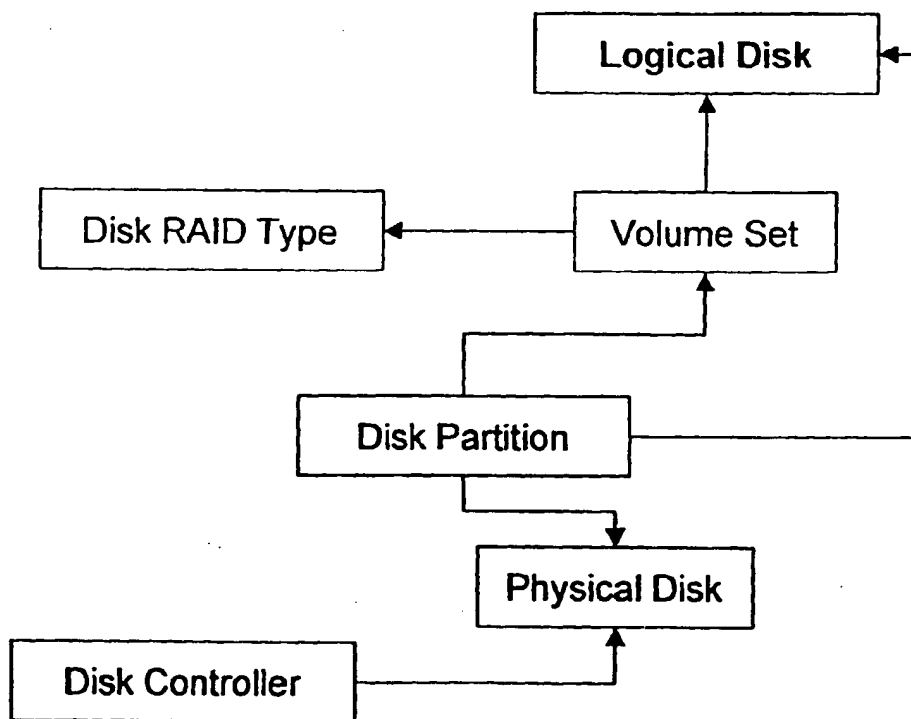 Logical Disk
Disk RAID Type
Volume Set
Disk Partition
Physical Disk
Disk Controller